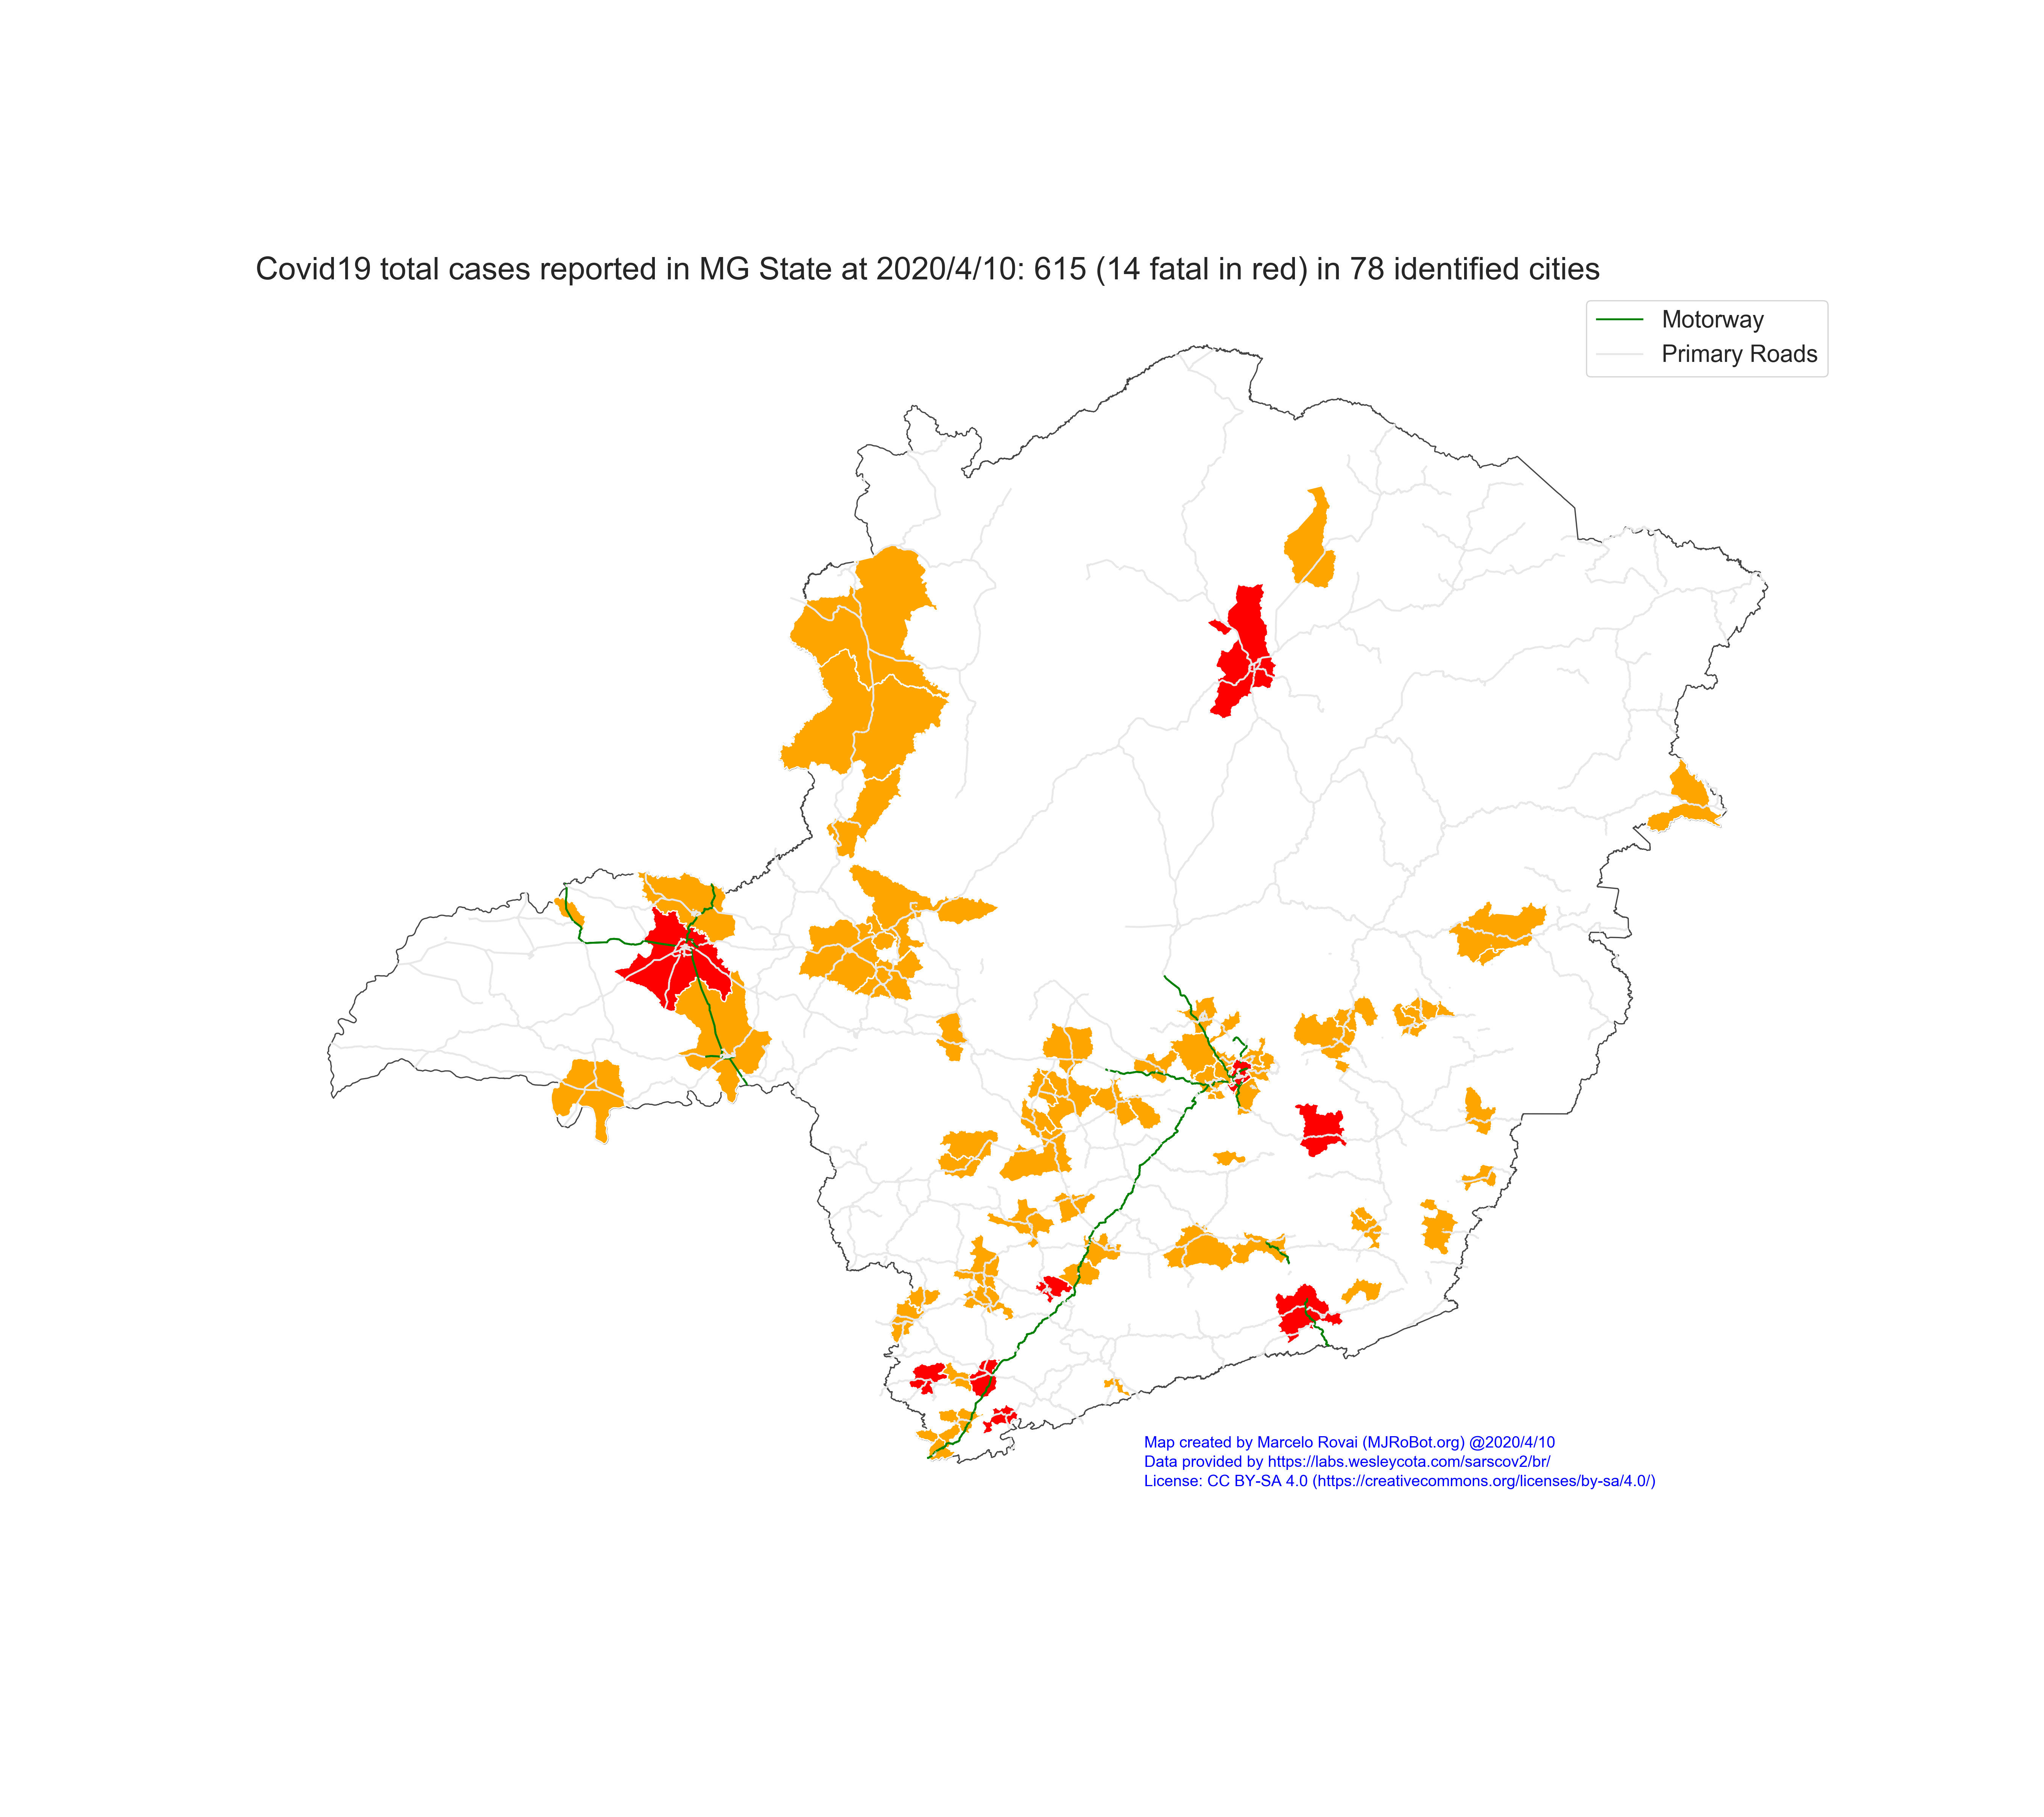 Covid19 total cases reported in MG State at 2020/4/10: 615 (14 fatal in red) in 78 identified cities
Motorway
Primary Roads
Map created by Marcelo Rovai (MJRoBot.org) @2020/4/10
Data provided by https://labs.wesleycota.com/sarscov2/br/
License: CC BY-SA 4.0 (https://creativecommons.org/licenses/by-sa/4.0/)